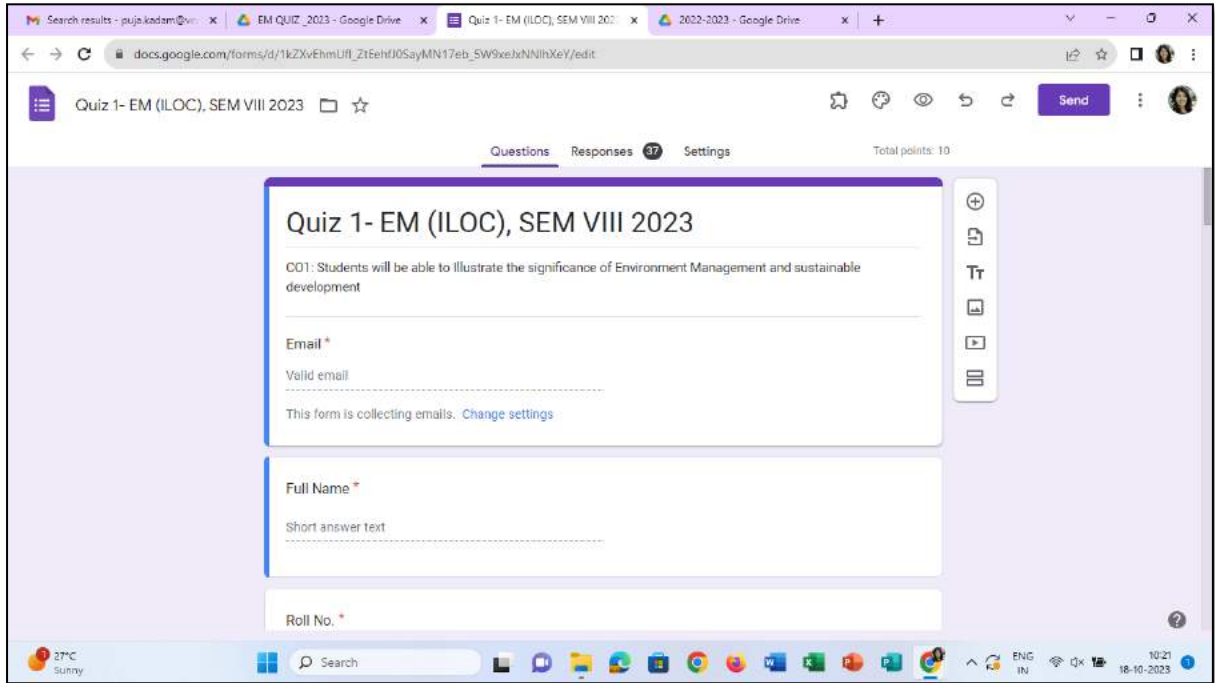 Search results - puja.kadam@ve
EM QUIZ _2023 - Google Drive
Quiz 1- EM (ILOC), SEM VIII 202
2022-2023 - Google Drive
docs.google.com/forms/d/
/edit
Quiz 1- EM (ILOC), SEM VIII 2023
Send
Questions Responses 37 Settings
Total points: 10
Quiz 1- EM (ILOC), SEM VIII 2023
CO1: Students will be able to Illustrate the significance of Environment Management and sustainable
development
Email *
Valid email
This form is collecting emails. Change settings
Full Name *
Short answer text
Roll No. *
27°C
Sunny
Search
ENG
IN
10:21
18-10-2023
1